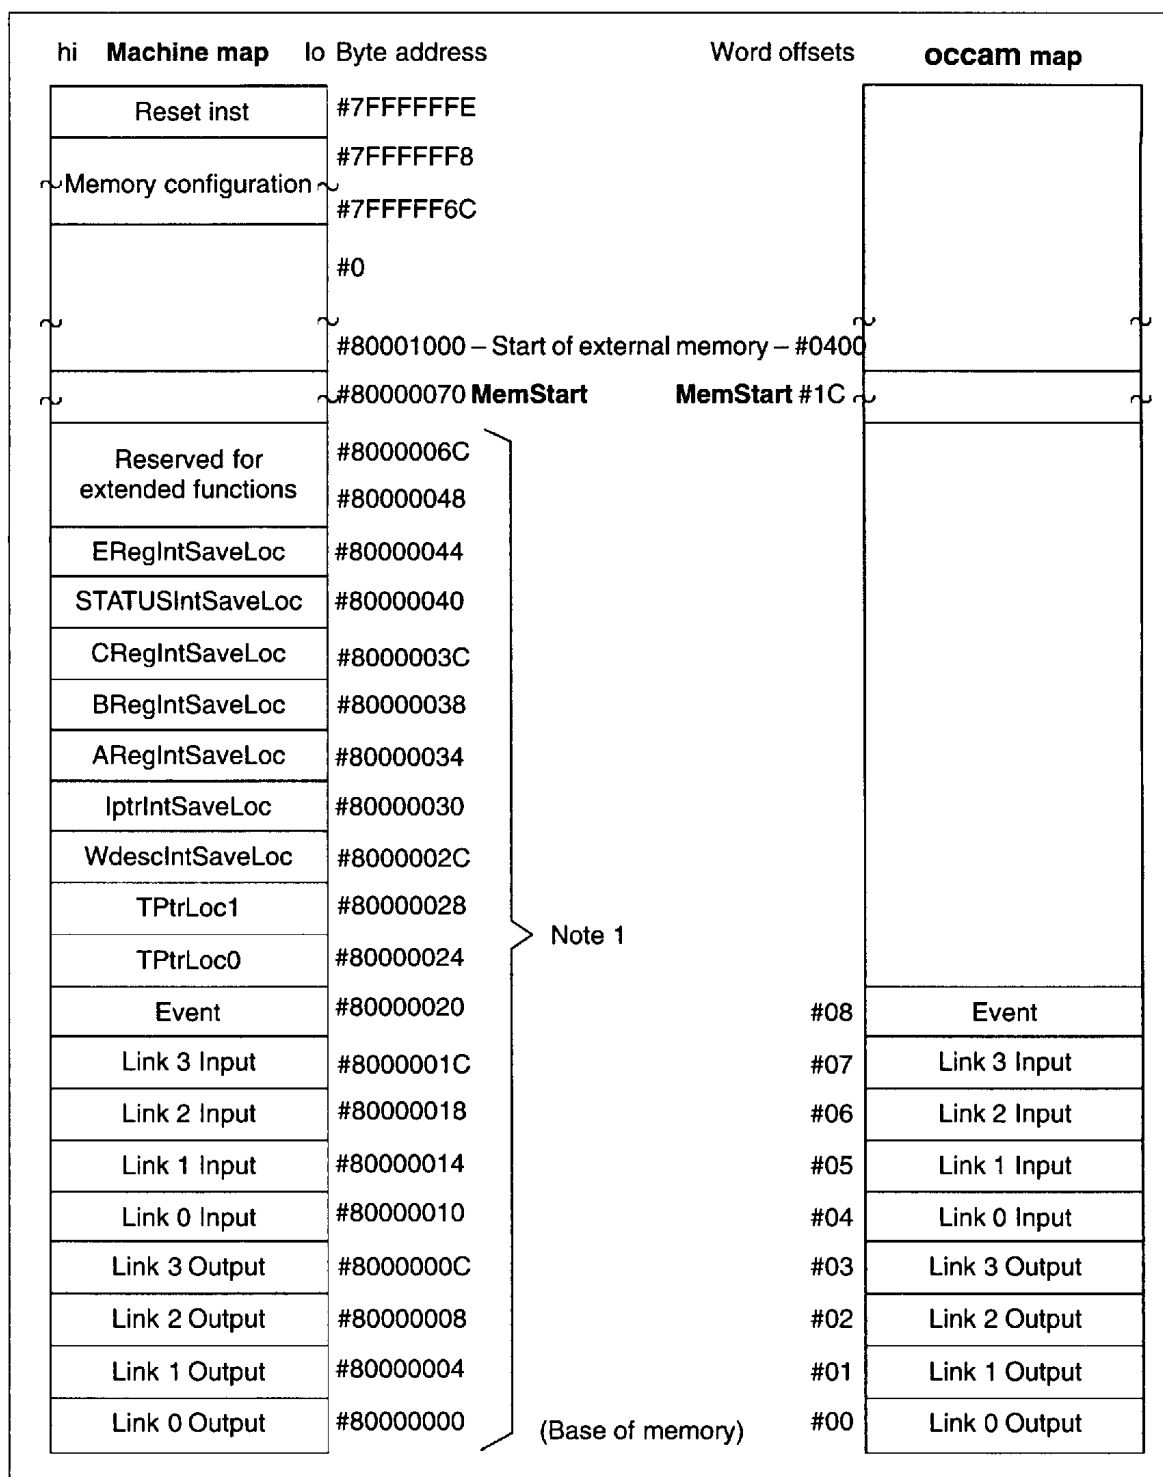 hi Machine map lo Byte address Word offsets occam map
Reset inst #7FFFFFFE
#7FFFFFF8
Memory configuration
#7FFFFF6C
#0
#80001000 – Start of external memory – #0400
#80000070 MemStart MemStart #1C
Reserved for #8000006C
extended functions #80000048
ERegIntSaveLoc #80000044
STATUSIntSaveLoc #80000040
CRegIntSaveLoc #8000003C
BRegIntSaveLoc #80000038
ARegIntSaveLoc #80000034
IptrIntSaveLoc #80000030
WdescIntSaveLoc #8000002C
TPtrLoc1 #80000028
Note 1
TPtrLoc0 #80000024
Event #80000020 #08 Event
Link 3 Input #8000001C #07 Link 3 Input
Link 2 Input #80000018 #06 Link 2 Input
Link 1 Input #80000014 #05 Link 1 Input
Link 0 Input #80000010 #04 Link 0 Input
Link 3 Output #8000000C #03 Link 3 Output
Link 2 Output #80000008 #02 Link 2 Output
Link 1 Output #80000004 #01 Link 1 Output
Link 0 Output #80000000 (Base of memory) #00 Link 0 Output